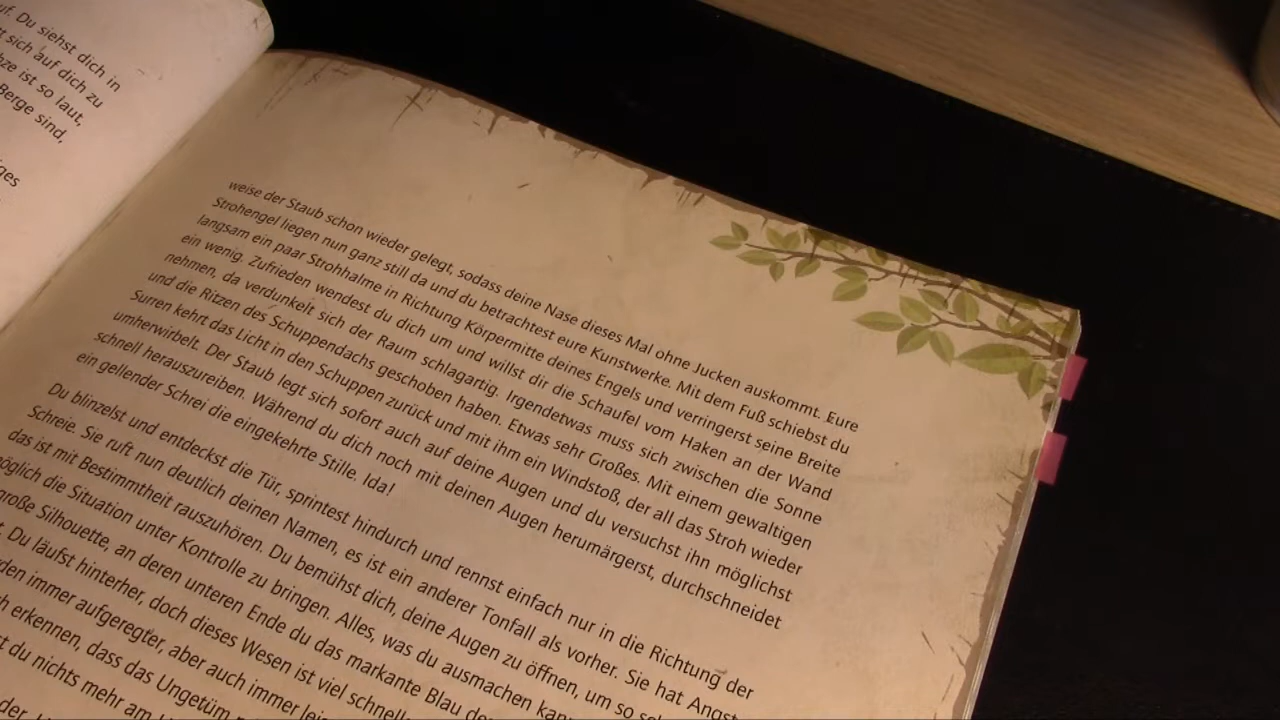 uf. Du siehst dich in
t sich auf dich zu
ze ist so laut,
Berge sind,
ges
weise der Staub schon wieder gelegt, sodass deine Nase dieses Mal ohne Jucken auskommt. Eure
Strohengel liegen nun ganz still da und du betrachtest eure Kunstwerke. Mit dem Fuß schiebst du
langsam ein paar Strohhalme in Richtung Körpermitte deines Engels und verringerst seine Breite
ein wenig. Zufrieden wendest du dich um und willst dir die Schaufel vom Haken an der Wand
nehmen, da verdunkelt sich der Raum schlagartig. Irgendetwas muss sich zwischen die Sonne
und die Ritzen des Schuppendachs geschoben haben. Etwas sehr Großes. Mit einem gewaltigen
Surren kehrt das Licht in den Schuppen zurück und mit ihm ein Windstoß, der all das Stroh wieder
umherwirbelt. Der Staub legt sich sofort auch auf deine Augen und du versuchst ihn möglichst
schnell herauszureiben. Während du dich noch mit deinen Augen herumärgerst, durchschneidet
ein gellender Schrei die eingekehrte Stille. Ida!
Du blinzelst und entdeckst die Tür, sprintest hindurch und rennst einfach nur in die Richtung der
Schreie. Sie ruft nun deutlich deinen Namen, es ist ein anderer Tonfall als vorher. Sie hat Angst
das ist mit Bestimmtheit rauszuhören. Du bemühst dich, deine Augen zu öffnen, um so
öglich die Situation unter Kontrolle zu bringen. Alles, was du ausmachen kan
große Silhouette, an deren unteren Ende du das markante Blau de
t. Du läufst hinterher, doch dieses Wesen ist viel schnell
den immer aufgeregter, aber auch immer lei
h erkennen, dass das Ungetüm
st du nichts mehr am
der